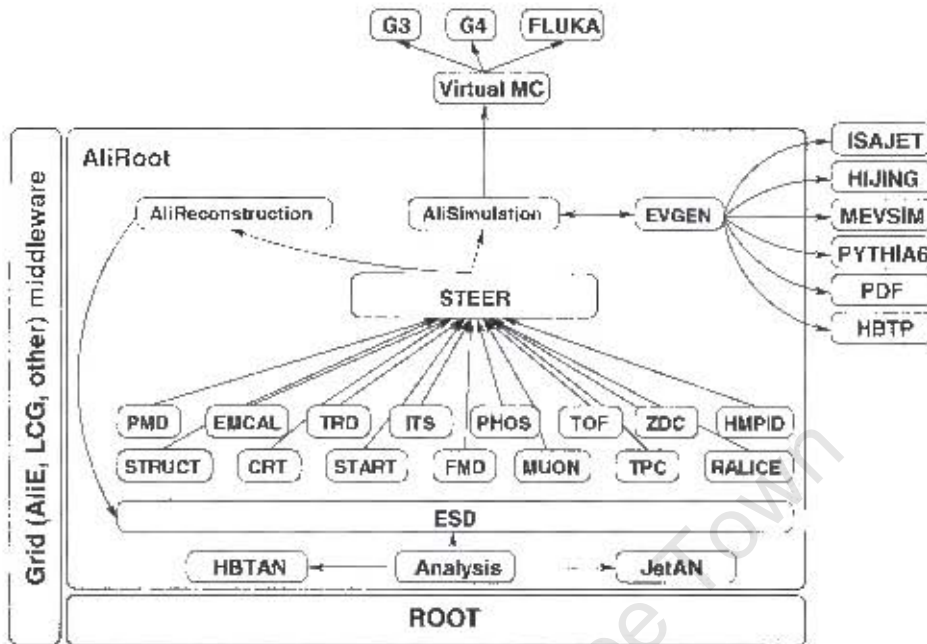 G3 G4 FLUKA
Virtual MC
AliRoot
ISAJET
HIJING
AliReconstruction AliSimulation EVGEN MEVSIM
PYTHIA6
STEER PDF
HBTP
PMD EMCAL TRD ITS PHOS TOF ZDC HMPID
STRUCT CRT START FMD MUON TPC RALICE
ESD
HBTAN Analysis JetAN
ROOT
Grid (AliE, LCG, other) middleware
Town